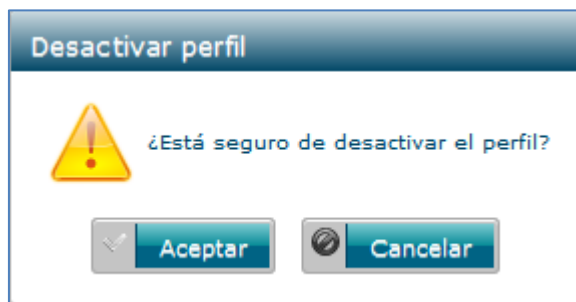 Desactivar perfil
¿Está seguro de desactivar el perfil?
Aceptar
Cancelar